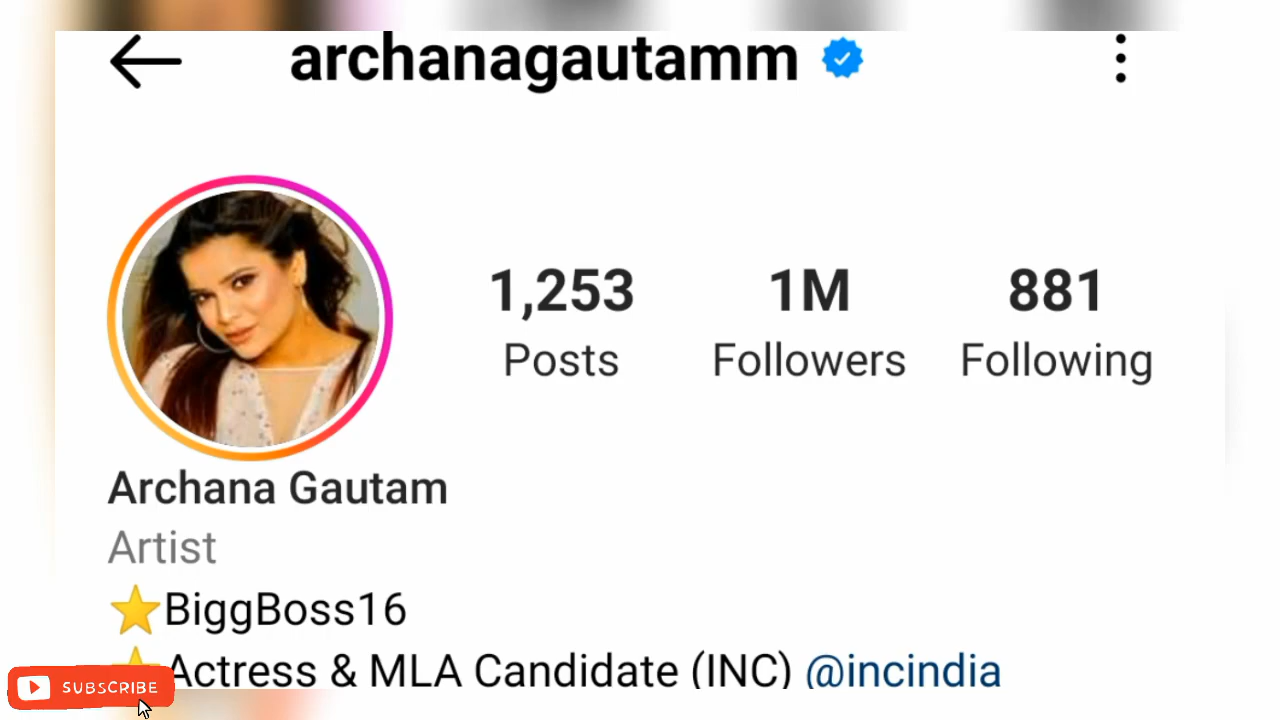 archanagautamm
1,253 1M 881
Posts Followers Following
Archana Gautam
Artist
⭐BiggBoss16
⭐Actress & MLA Candidate (INC) @incindia
SUBSCRIBE